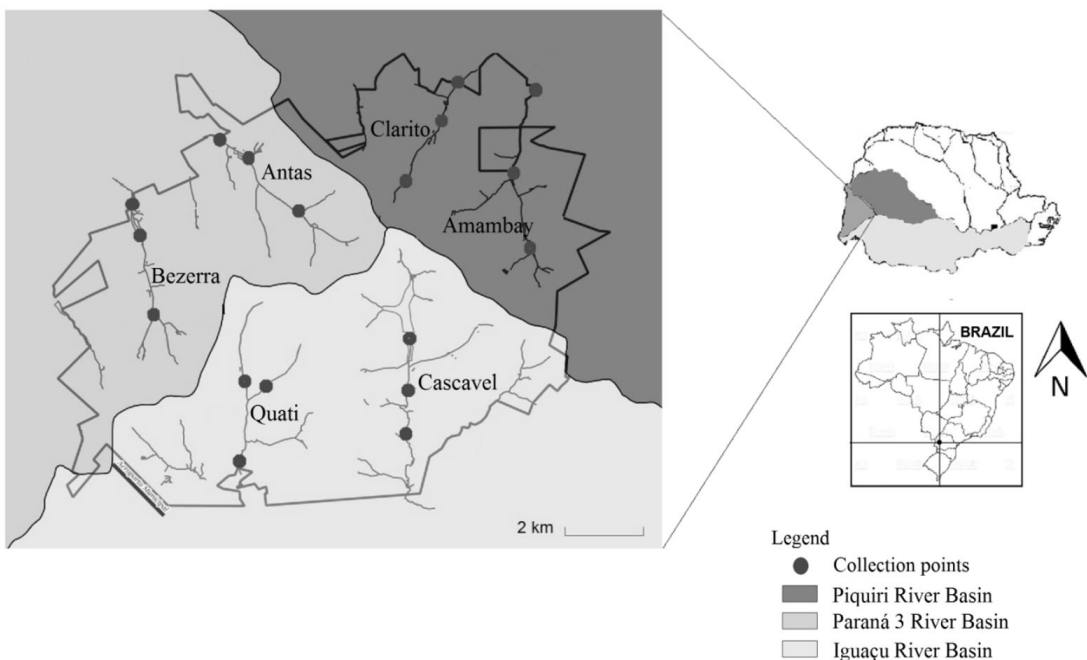 Clarito
Antas
Amambay
Bezerra
Cascavel
Quati
2 km
BRAZIL
N
Legend
Collection points
Piquiri River Basin
Paraná 3 River Basin
Iguaçu River Basin